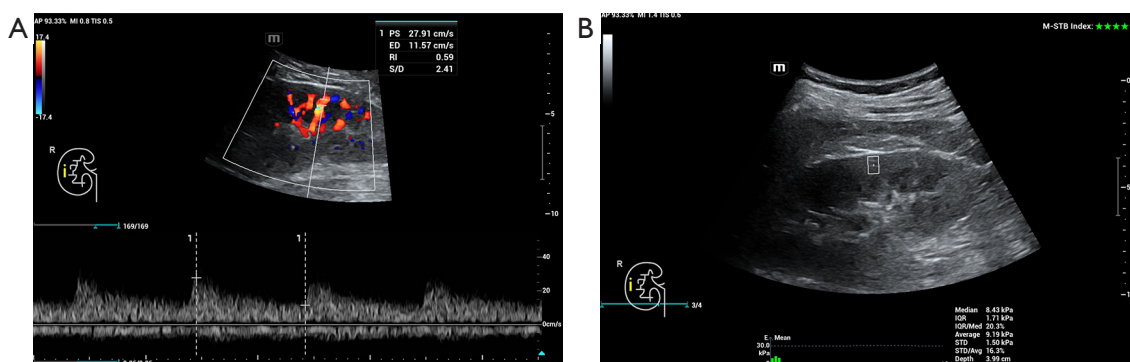 A
AP 93.33% MI 0.8 TIS 0.5
17.4
-17.4
m
1 PS 27.91 cm/s
ED 11.57 cm/s
RI 0.59
S/D 2.41
-5
-10
R
i
169/169
1
1
40
20
0cm/s
B
AP 93.33% MI 1.4 TIS 0.6
M-STB Index:
m
R
i
3/4
E Mean
30.0
kPa
Median 8.43 kPa
IQR 1.71 kPa
IQR/Med 20.3%
Average 9.19 kPa
STD 1.50 kPa
STD/Avg 16.3%
Depth 3.99 cm